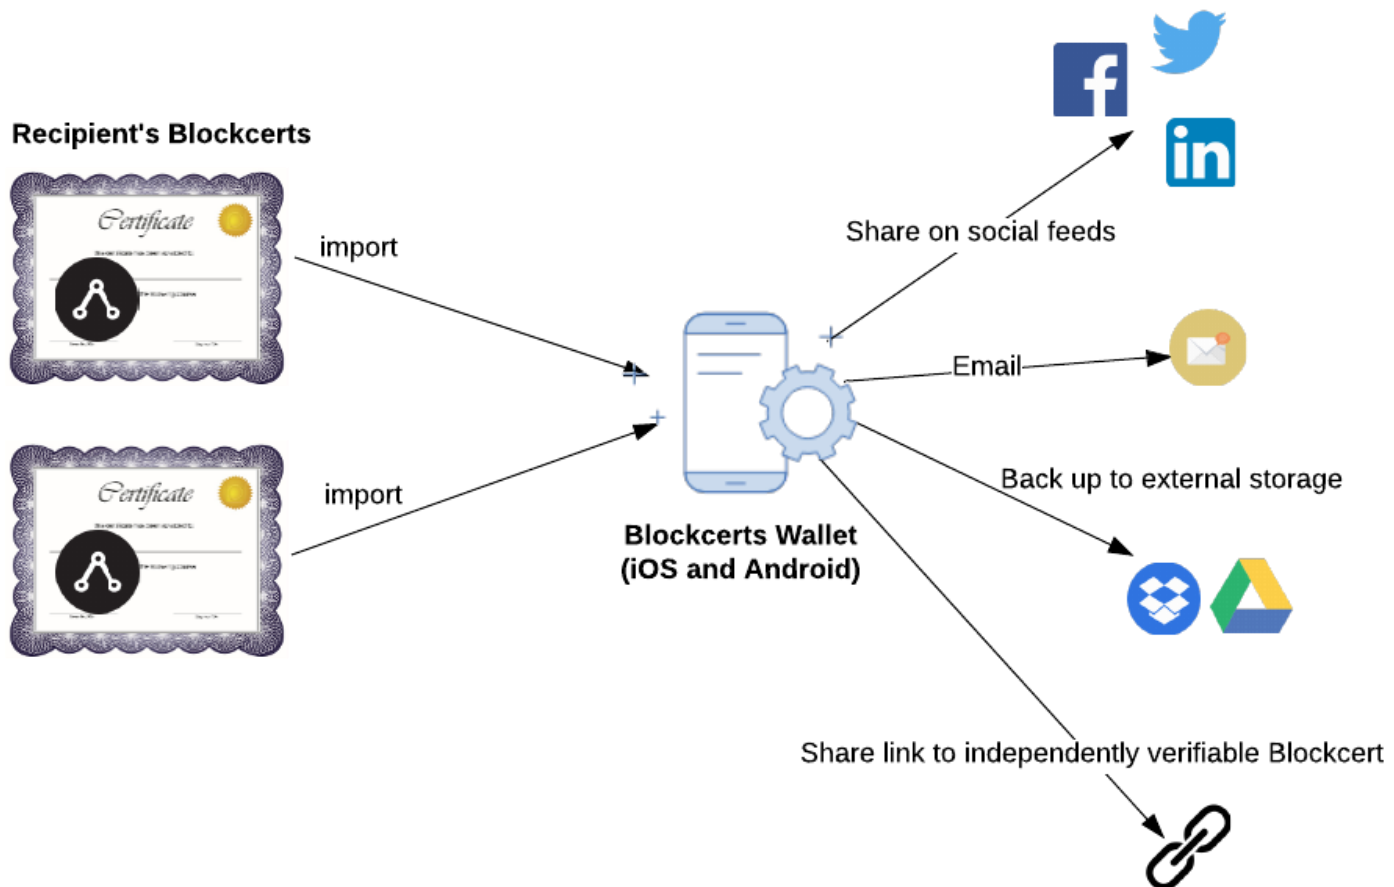 Recipient's Blockcerts
Certificate
import
Certificate
import
Blockcerts Wallet
(iOS and Android)
Share on social feeds
Email
Back up to external storage
Share link to independently verifiable Blockcert
f
in